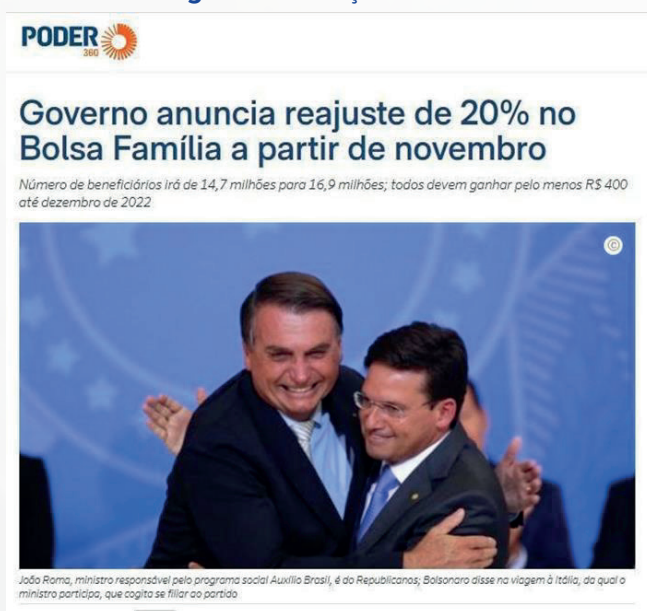 PODER
360
Governo anuncia reajuste de 20% no
Bolsa Família a partir de novembro
Número de beneficiários irá de 14,7 milhões para 16,9 milhões; todos devem ganhar pelo menos R$ 400
até dezembro de 2022
©
João Roma, ministro responsável pelo programa social Auxílio Brasil, é do Republicanos; Bolsonaro disse na viagem à Itália, da qual o
ministro participa, que cogita se filiar ao partido